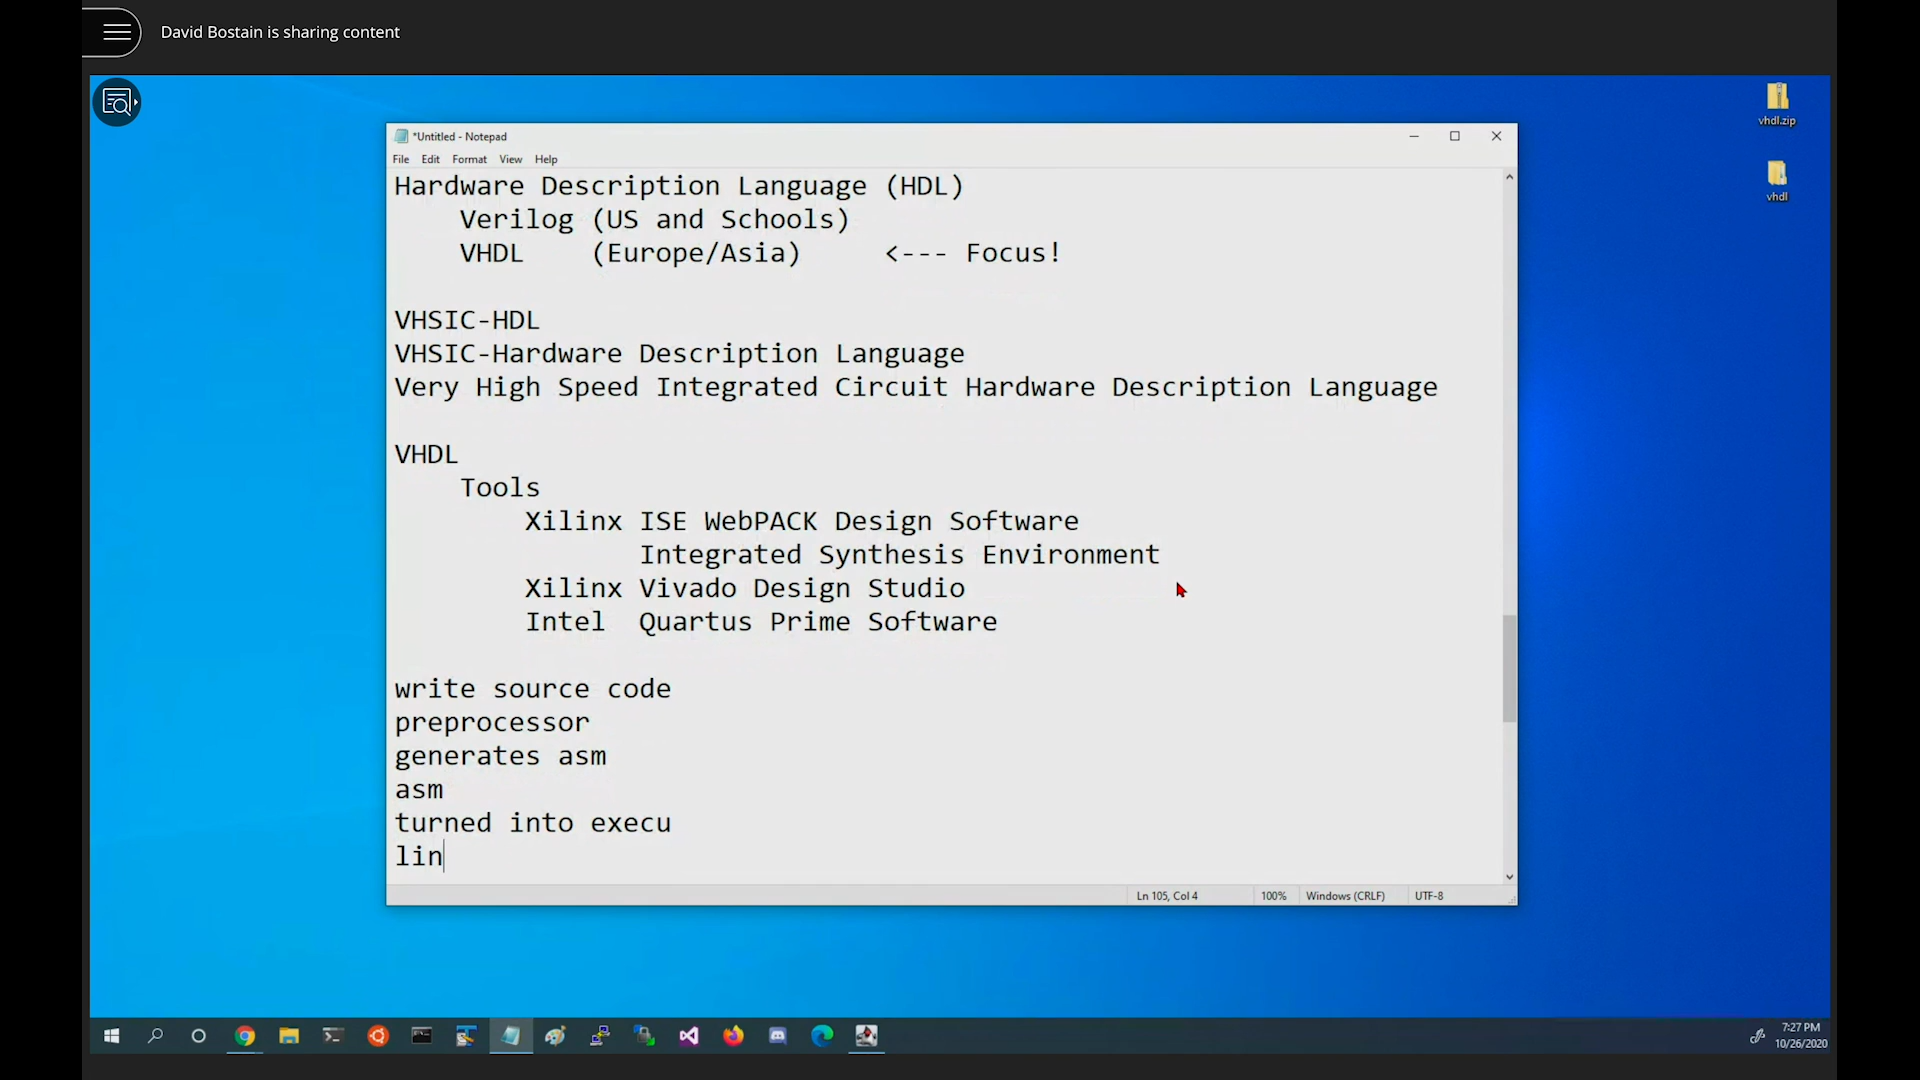 David Bostain is sharing content
vhdl.zip
vhdl
*Untitled - Notepad
File Edit Format View Help
Hardware Description Language (HDL)
Verilog (US and Schools)
VHDL (Europe/Asia) <--- Focus!
VHSIC-HDL
VHSIC-Hardware Description Language
Very High Speed Integrated Circuit Hardware Description Language
VHDL
Tools
Xilinx ISE WebPACK Design Software
Integrated Synthesis Environment
Xilinx Vivado Design Studio
Intel Quartus Prime Software
write source code
preprocessor
generates asm
asm
turned into execu
lin
Ln 105, Col 4 100% Windows (CRLF) UTF-8
7:27 PM
10/26/2020